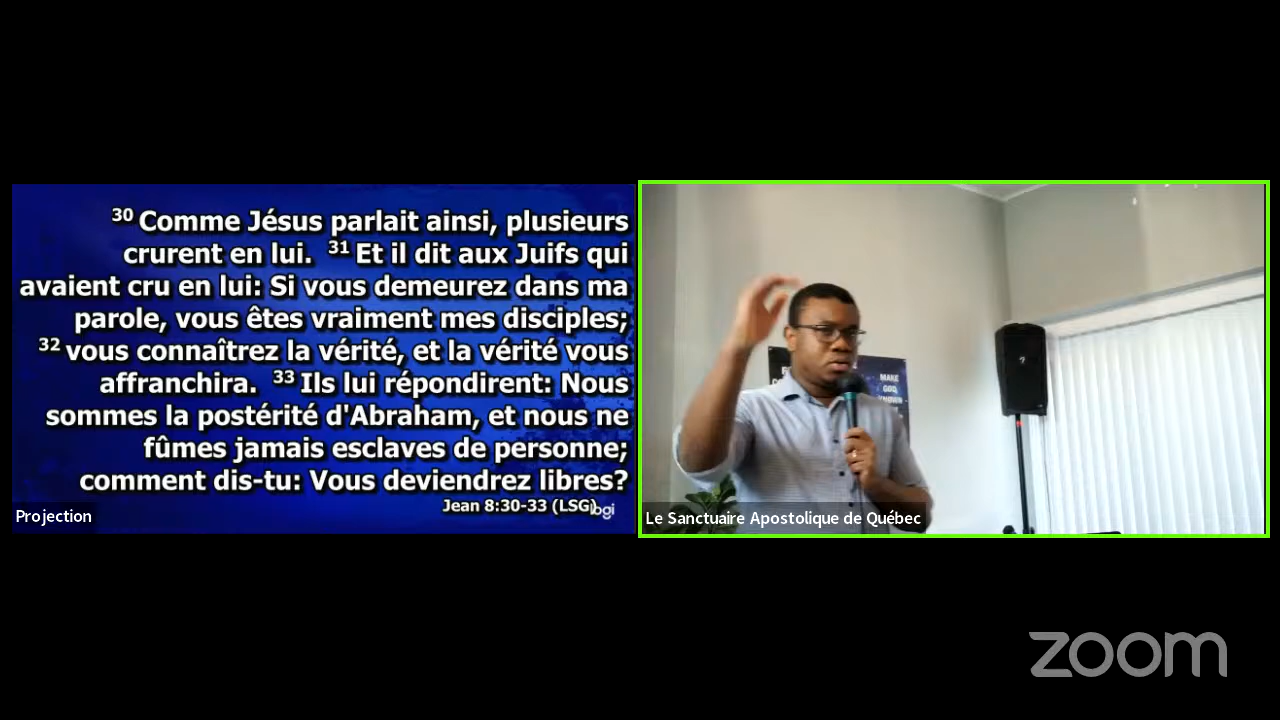 30 Comme Jésus parlait ainsi, plusieurs
crurent en lui. 31 Et il dit aux Juifs qui
avaient cru en lui: Si vous demeurez dans ma
parole, vous êtes vraiment mes disciples;
32 vous connaîtrez la vérité, et la vérité vous
affranchira. 33 Ils lui répondirent: Nous
sommes la postérité d'Abraham, et nous ne
fûmes jamais esclaves de personne;
comment dis-tu: Vous deviendrez libres?
Jean 8:30-33 (LSG)
Projection
MAKE
GOD
KNOWN
Le Sanctuaire Apostolique de Québec
zoom